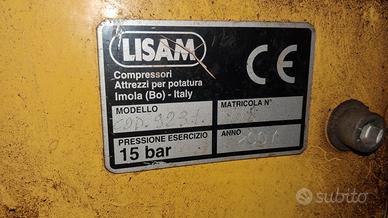 LISAM
CE
Compressori
Attrezzi per potatura
Imola (Bo) - Italy
MODELLO MATRICOLA N°
PRESSIONE ESERCIZIO ANNO
15 bar
subito